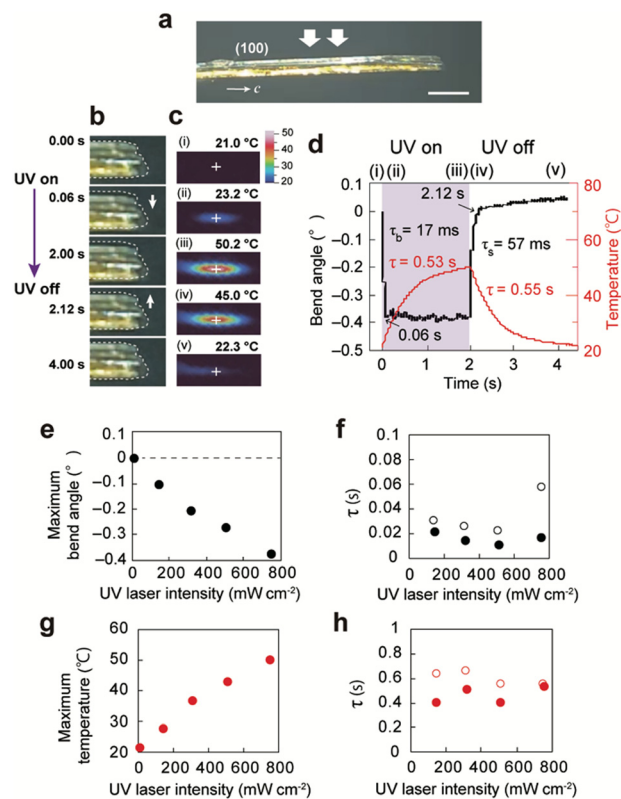 a
(100)
c
b
c
0.00 s
UV on
0.06 s
2.00 s
UV off
2.12 s
4.00 s
(i) 21.0 °C
50
40
30
20
(ii) 23.2 °C
(iii) 50.2 °C
(iv) 45.0 °C
(v) 22.3 °C
d
UV on UV off
(i) (ii) (iii) (iv) (v)
Bend angle (°)
0.1
0
−0.1
−0.2
−0.3
−0.4
−0.5
2.12 s
τb = 17 ms
τs = 57 ms
τ = 0.53 s
τ = 0.55 s
0.06 s
80
60
40
20
Temperature (℃)
0 1 2 3 4
Time (s)
e
Maximum
bend angle (°)
0.1
0
−0.1
−0.2
−0.3
−0.4
0 200 400 600 800
UV laser intensity (mW cm-2)
f
τ (s)
0.1
0.08
0.06
0.04
0.02
0
0 200 400 600 800
UV laser intensity (mW cm-2)
g
Maximum
temperature (℃)
60
50
40
30
20
0 200 400 600 800
UV laser intensity (mW cm-2)
h
τ (s)
1
0.8
0.6
0.4
0.2
0
0 200 400 600 800
UV laser intensity (mW cm-2)